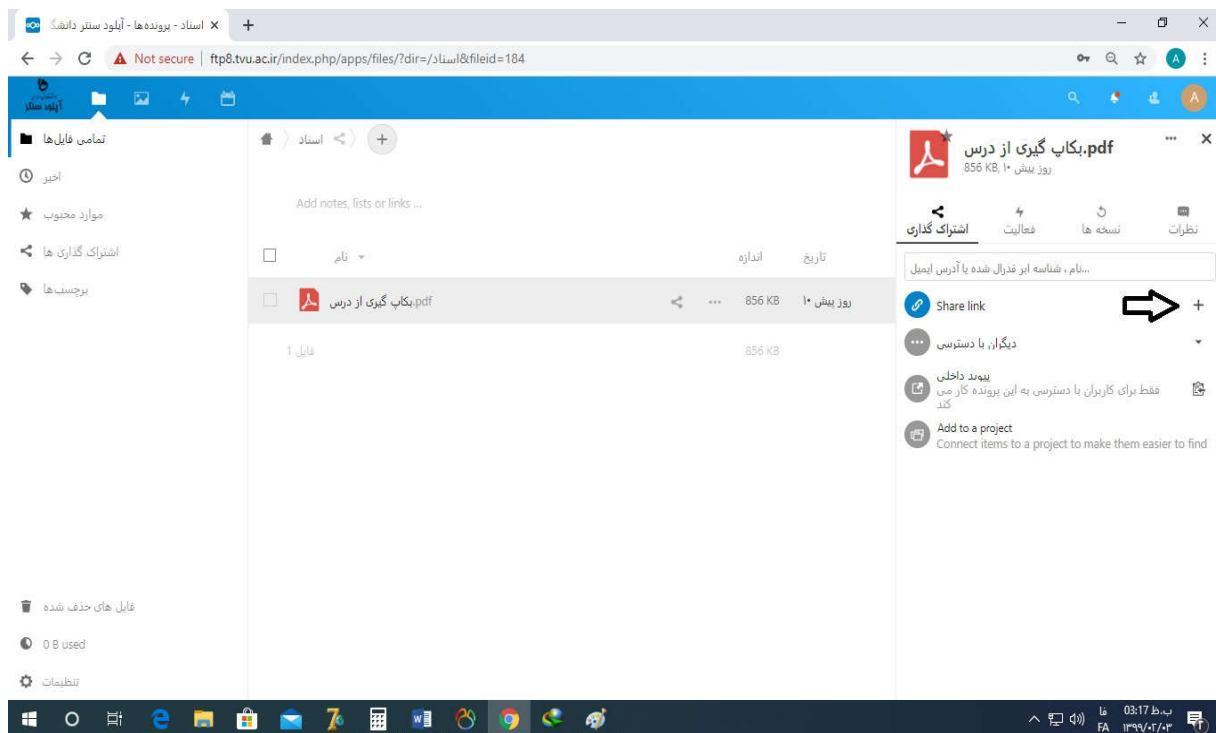 اسناد - پرونده‌ها - آپلود سنتر دانشگ
Not secure | ftp8.tvu.ac.ir/index.php/apps/files/?dir=/اسناد&fileid=184
A
آپلود سنتر
A
تمامی فایل‌ها
اخیر
موارد محبوب
اشتراک گذاری ها
برچسب‌ها
فایل های حذف شده
0 B used
تنظیمات
اسناد
Add notes, lists or links ...
نام
اندازه
تاریخ
بکاپ گیری از درس.pdf
856 KB
۱۰ روز پیش
1 فایل
856 KB
بکاپ گیری از درس.pdf
856 KB, ۱۰ روز پیش
اشتراک گذاری
فعالیت
نسخه ها
نظرات
نام ، شناسه ابر فدرال شده یا آدرس ایمیل...
Share link
دیگران با دسترسی
پیوند داخلی
فقط برای کاربران با دسترسی به این پرونده کار می
کند
Add to a project
Connect items to a project to make them easier to find
فا
FA
03:17 ب.ظ
۱۳۹۹/۰۲/۰۳